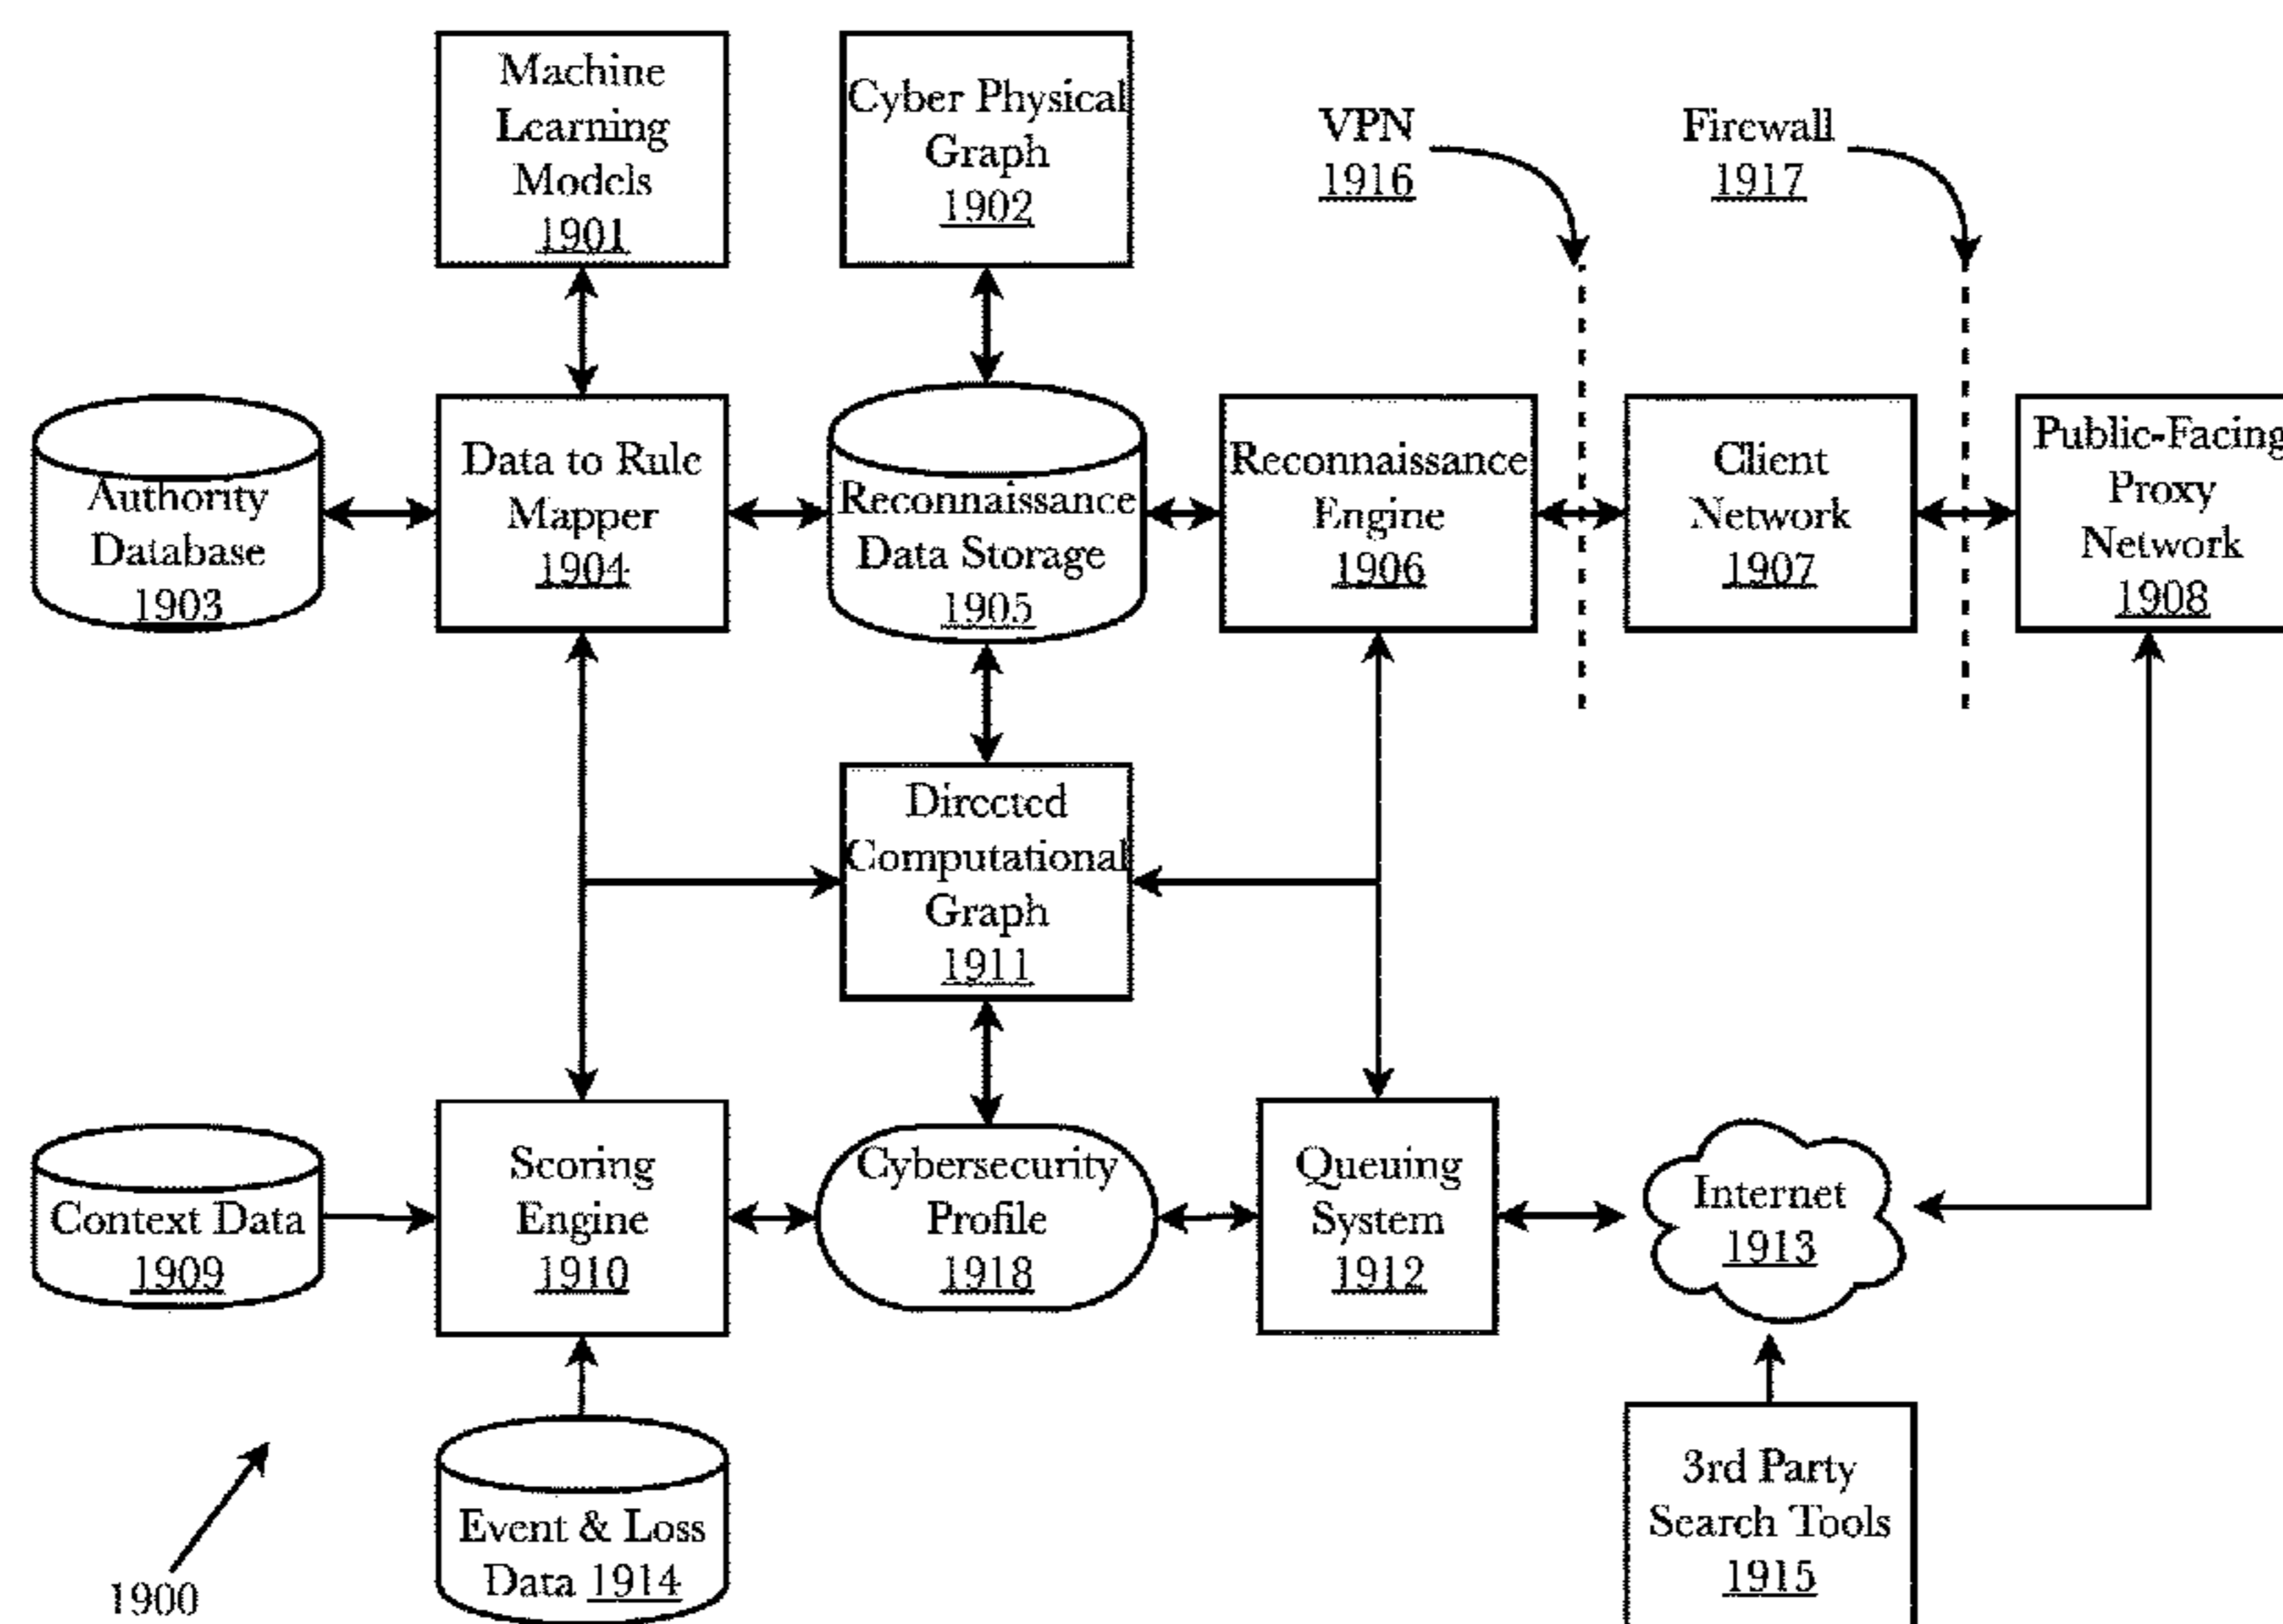 Machine
Learning
Models
1901
Cyber Physical
Graph
1902
VPN
1916
Firewall
1917
Authority
Database
1903
Data to Rule
Mapper
1904
Reconnaissance
Data Storage
1905
Reconnaissance
Engine
1906
Client
Network
1907
Public-Facing
Proxy
Network
1908
Directed
Computational
Graph
1911
Context Data
1909
Scoring
Engine
1910
Cybersecurity
Profile
1918
Queuing
System
1912
Internet
1913
Event & Loss
Data 1914
3rd Party
Search Tools
1915
1900